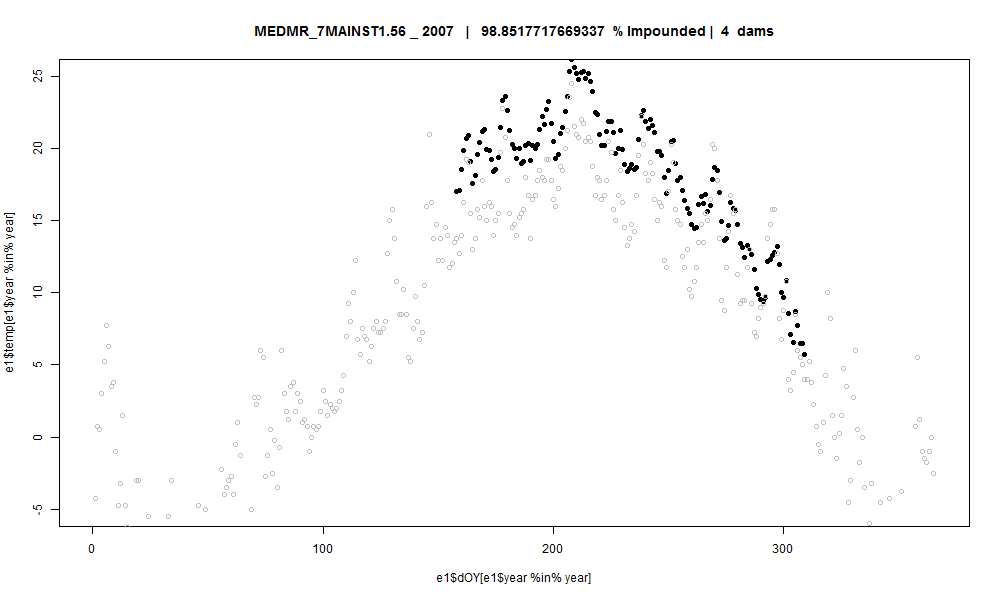 MEDMR_7MAINST1.56 _ 2007 | 98.8517717669337 % Impounded | 4 dams
25
20
15
10
5
0
-5
e1$temp[e1$year %in% year]
0 100 200 300
e1$dOY[e1$year %in% year]